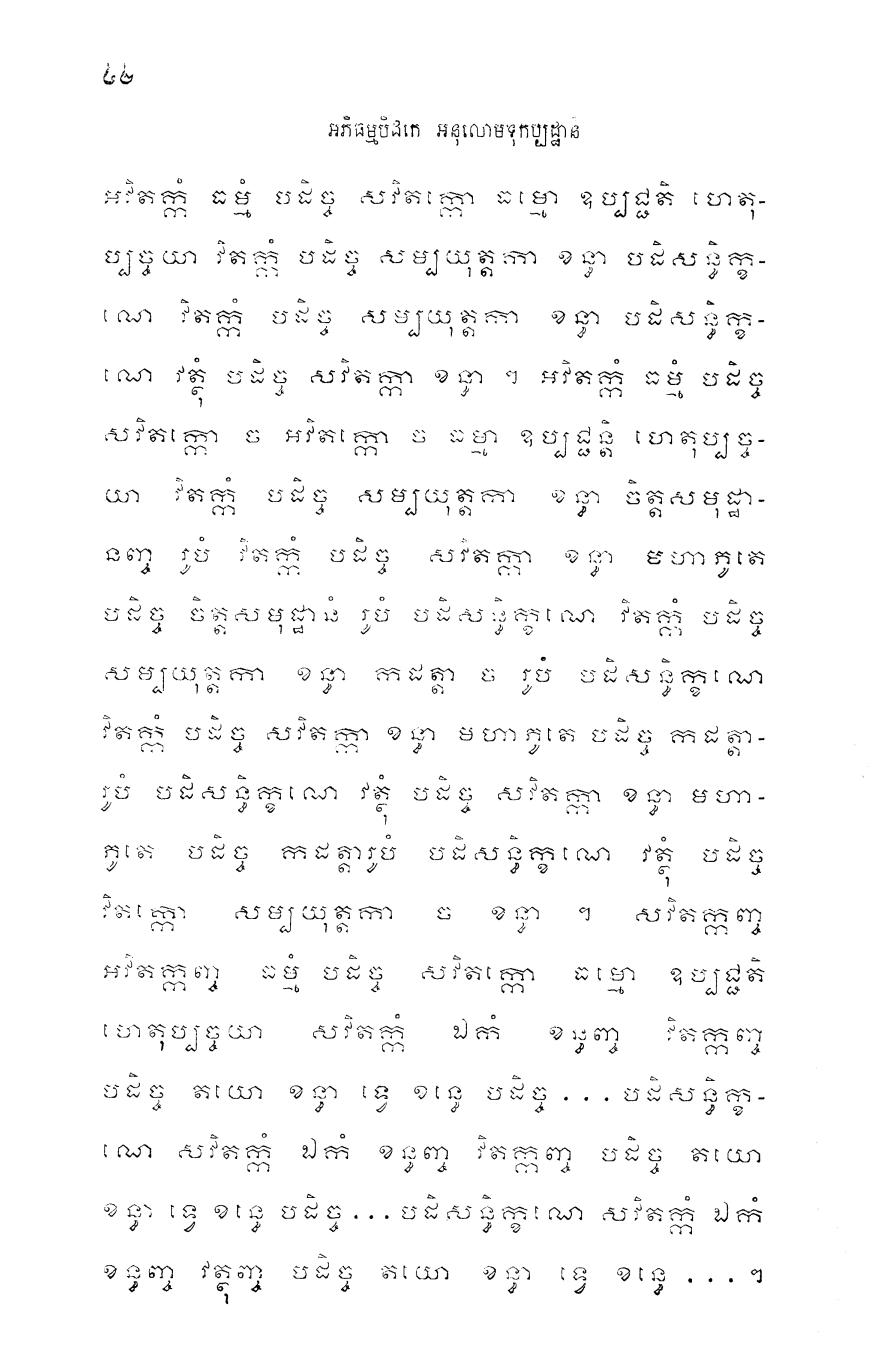 ៤២
អភិធម្មបិដកេ អនុលោមទុកប្បដ្ឋានំ
អវិតក្កំ ធម្មំ បដិច្ច សវិតក្កោ ធម្មោ ឧប្បជ្ជតិ ហេតុ-
ប្បច្ចយា វិតក្កំ បដិច្ច សម្បយុត្តកា ខន្ធា បដិសន្ធិក្ខ-
ណេ វិតក្កំ បដិច្ច សម្បយុត្តកា ខន្ធា បដិសន្ធិក្ខ-
ណេ វត្ថុំ បដិច្ច សវិតក្កា ខន្ធា ។ អវិតក្កំ ធម្មំ បដិច្ច
សវិតក្កោ ច អវិតក្កោ ច ធម្មា ឧប្បជ្ជន្តិ ហេតុប្បច្ច-
យា វិតក្កំ បដិច្ច សម្បយុត្តកា ខន្ធា ចិត្តសមុដ្ឋា-
នញ្ច រូបំ វិតក្កំ បដិច្ច សវិតក្កា ខន្ធា មហាភូតេ
បដិច្ច ចិត្តសមុដ្ឋានំ រូបំ បដិសន្ធិក្ខណេ វិតក្កំ បដិច្ច
សម្បយុត្តកា ខន្ធា កដត្តា ច រូបំ បដិសន្ធិក្ខណេ
វិតក្កំ បដិច្ច សវិតក្កា ខន្ធា មហាភូតេ បដិច្ច កដត្តា-
រូបំ បដិសន្ធិក្ខណេ វត្ថុំ បដិច្ច សវិតក្កា ខន្ធា មហា-
ភូតេ បដិច្ច កដត្តារូបំ បដិសន្ធិក្ខណេ វត្ថុំ បដិច្ច
វិតក្កោ សម្បយុត្តកា ច ខន្ធា ។ សវិតក្កញ្ច
អវិតក្កញ្ច ធម្មំ បដិច្ច សវិតក្កោ ធម្មោ ឧប្បជ្ជតិ
ហេតុប្បច្ចយា សវិតក្កំ ឯកំ ខន្ធញ្ច វិតក្កញ្ច
បដិច្ច តយោ ខន្ធា ទ្វេ ខន្ធេ បដិច្ច ... បដិសន្ធិក្ខ-
ណេ សវិតក្កំ ឯកំ ខន្ធញ្ច វិតក្កញ្ច បដិច្ច តយោ
ខន្ធា ទ្វេ ខន្ធេ បដិច្ច ... បដិសន្ធិក្ខណេ សវិតក្កំ ឯកំ
ខន្ធញ្ច វត្ថុញ្ច បដិច្ច តយោ ខន្ធា ទ្វេ ខន្ធេ ... ។